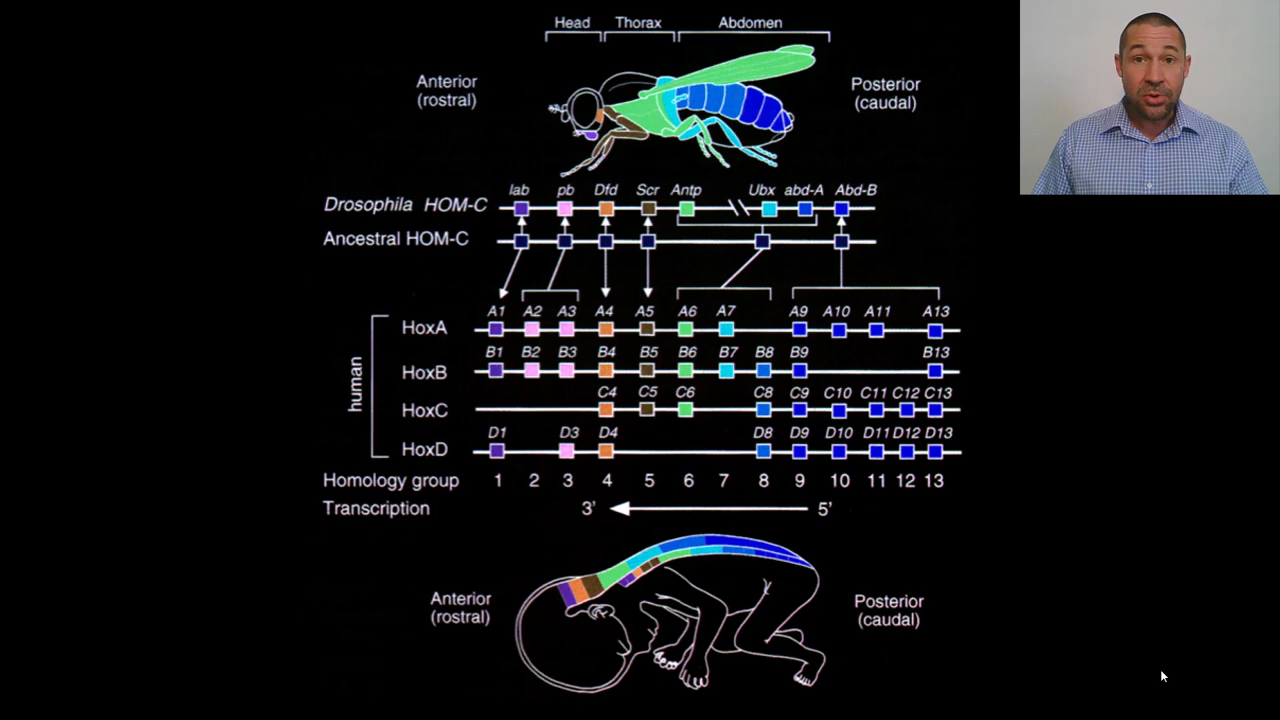 Head Thorax Abdomen
Anterior
(rostral)
Posterior
(caudal)
lab pb Dfd Scr Antp Ubx abd-A Abd-B
Drosophila HOM-C
Ancestral HOM-C
A1 A2 A3 A4 A5 A6 A7 A9 A10 A11 A13
HoxA
B1 B2 B3 B4 B5 B6 B7 B8 B9 B13
HoxB
human
C4 C5 C6 C8 C9 C10 C11 C12 C13
HoxC
D1 D3 D4 D8 D9 D10 D11 D12 D13
HoxD
Homology group 1 2 3 4 5 6 7 8 9 10 11 12 13
Transcription 3' 5'
Anterior
(rostral)
Posterior
(caudal)